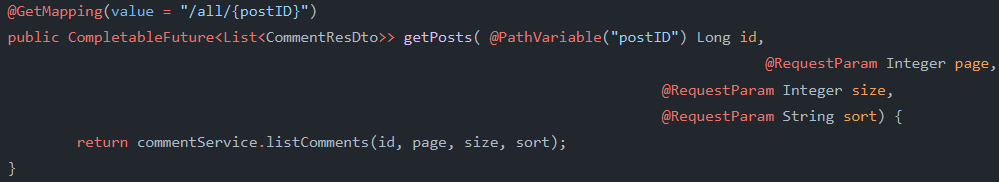 @GetMapping(value = "/all/{postID}")
public CompletableFuture<List<CommentResDto>> getPosts( @PathVariable("postID") Long id,
@RequestParam Integer page,
@RequestParam Integer size,
@RequestParam String sort) {
return commentService.listComments(id, page, size, sort);
}